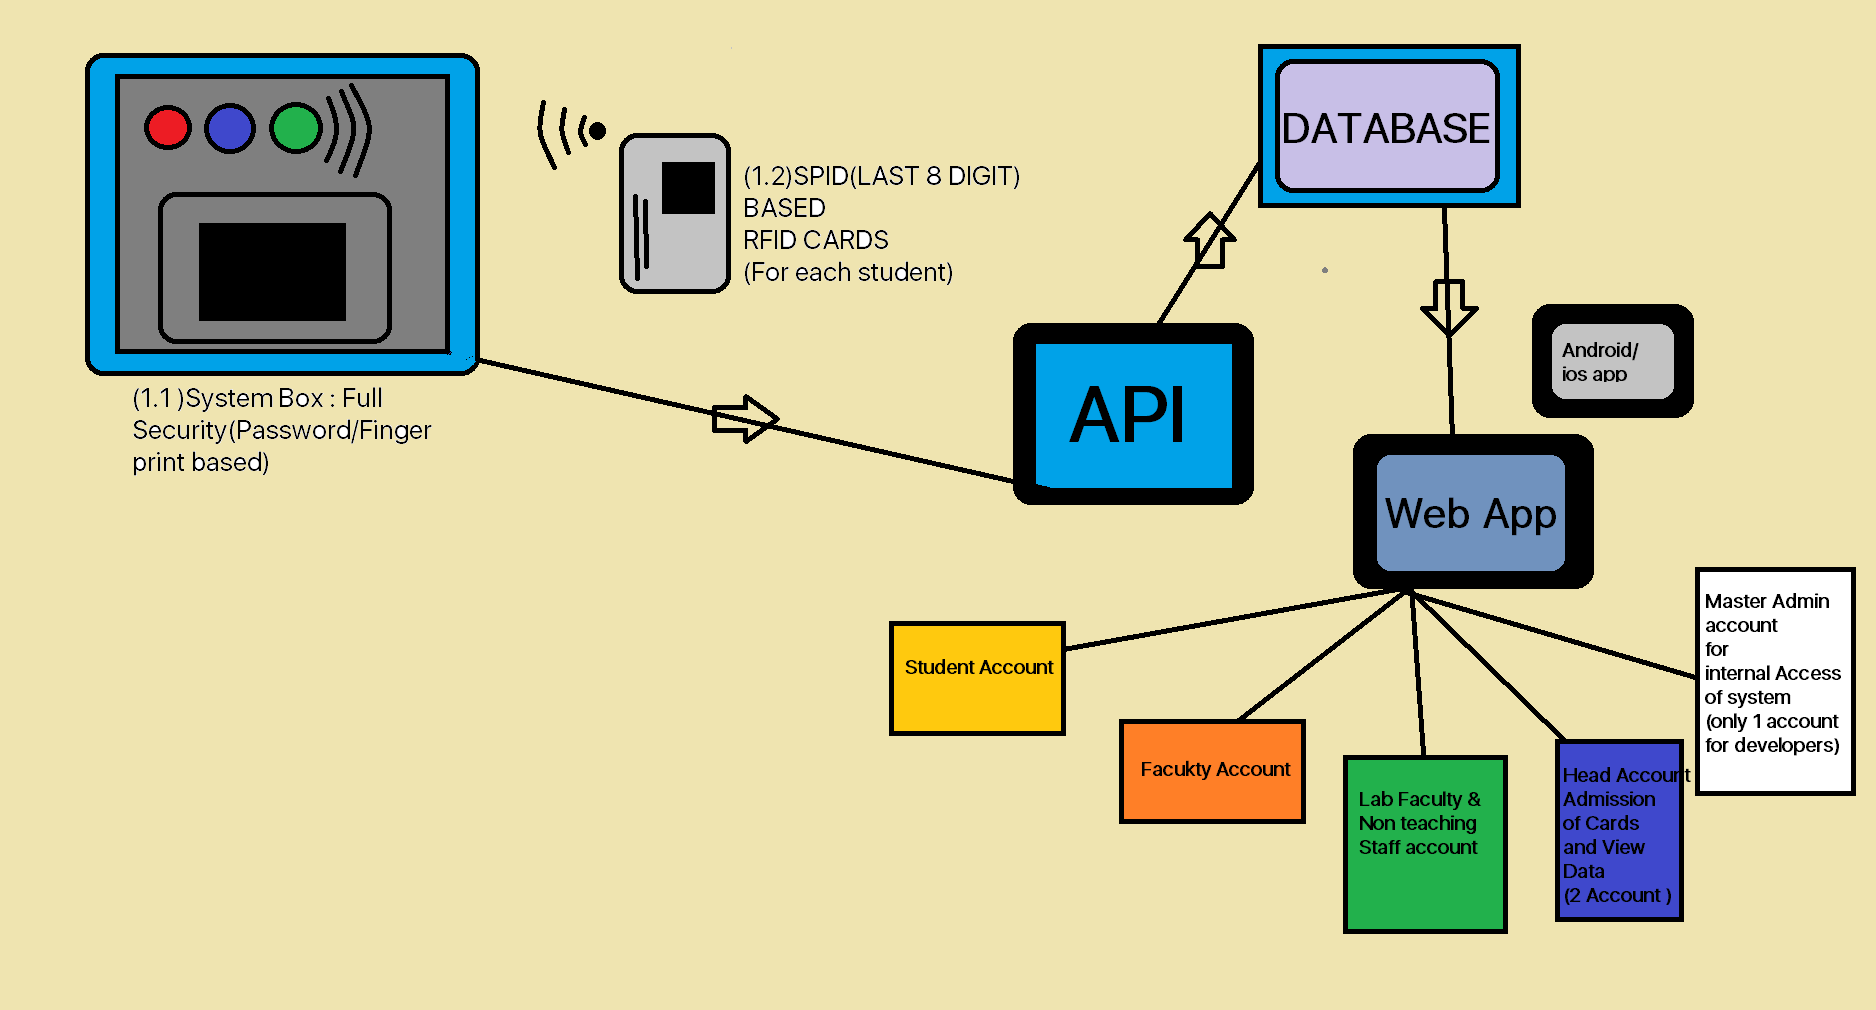 (1.1 )System Box : Full
Security(Password/Finger
print based)
(1.2)SPID(LAST 8 DIGIT)
BASED
RFID CARDS
(For each student)
API
DATABASE
Android/
ios app
Web App
Student Account
Facukty Account
Lab Faculty &
Non teaching
Staff account
Head Account
Admission
of Cards
and View
Data
(2 Account )
Master Admin
account
for
internal Access
of system
(only 1 account
for developers)